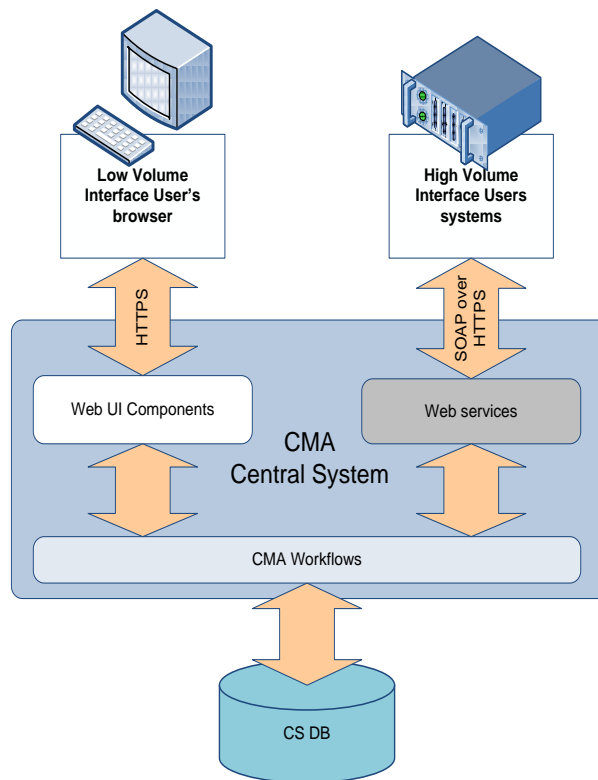 Low Volume
Interface User's
browser
High Volume
Interface Users
systems
HTTPS
SOAP over
HTTPS
Web UI Components
Web services
CMA
Central System
CMA Workflows
CS DB